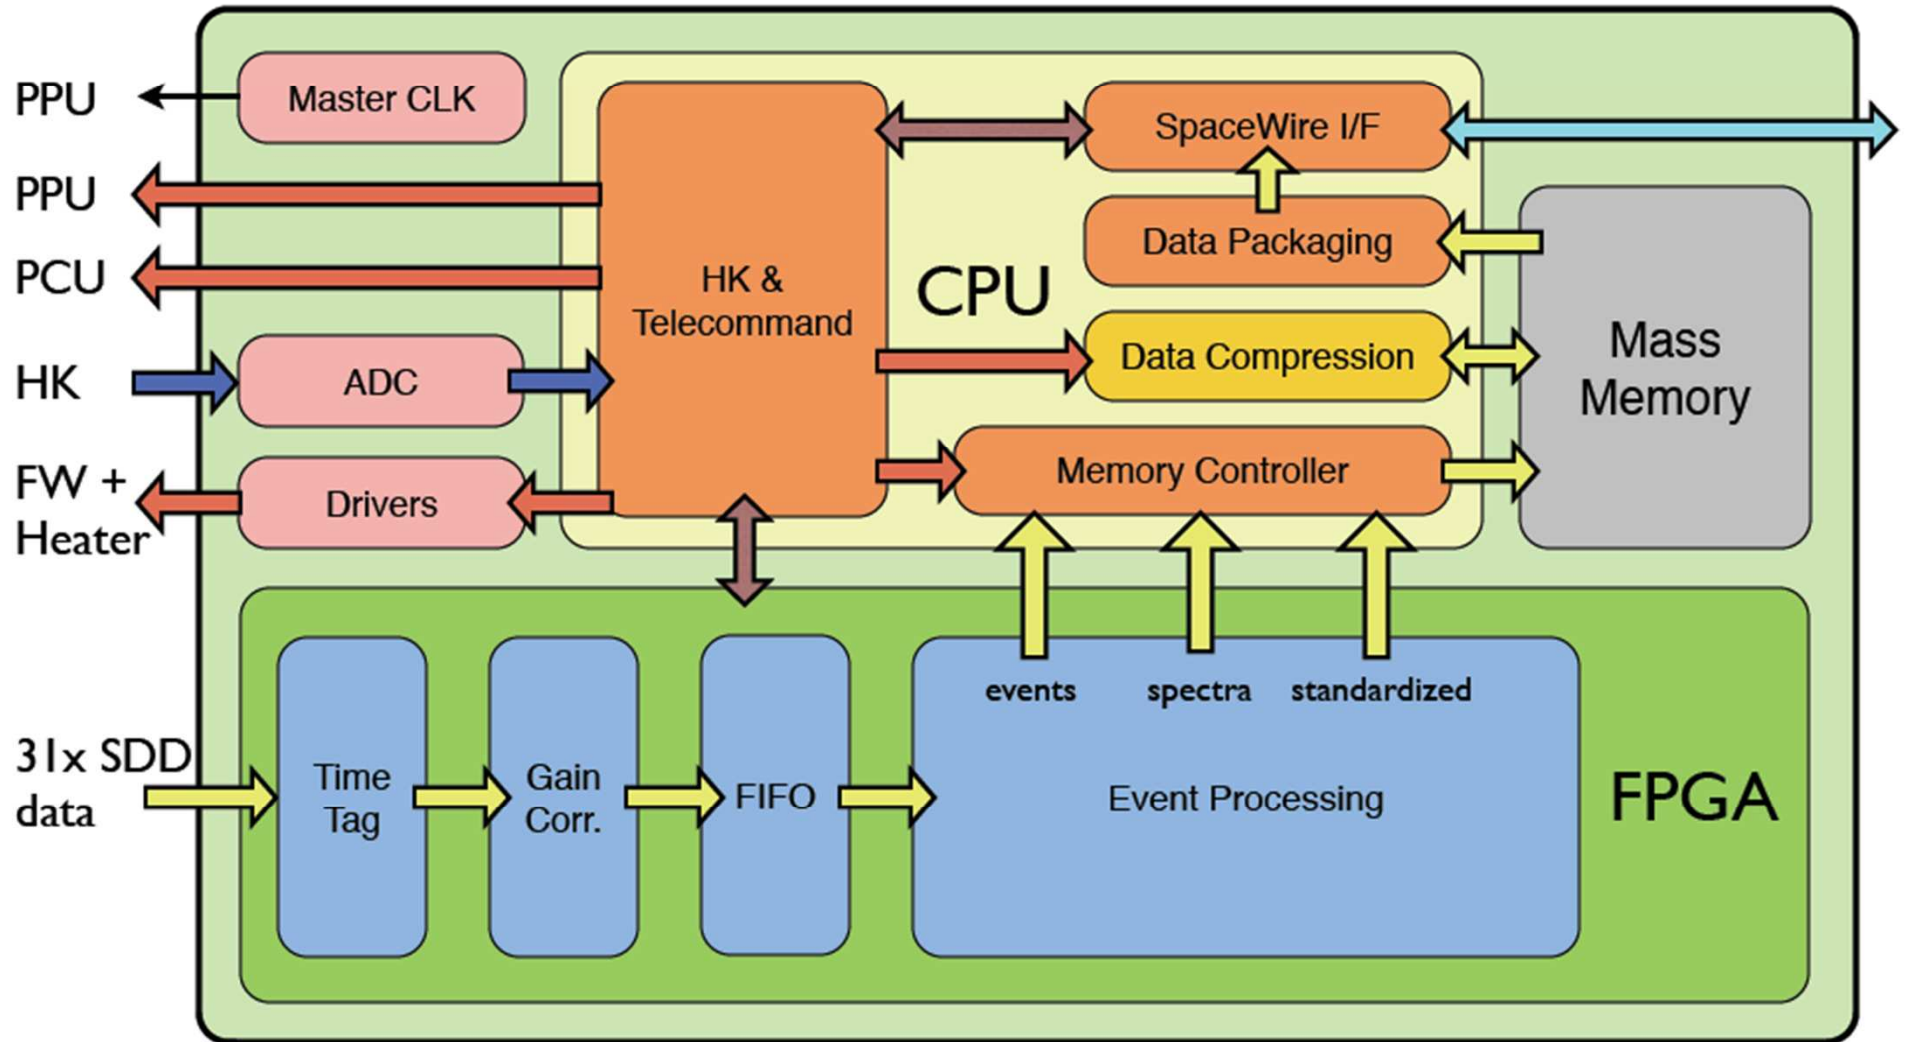 PPU
Master CLK
PPU
PCU
HK
ADC
FW +
Heater
Drivers
HK &
Telecommand
CPU
SpaceWire I/F
Data Packaging
Data Compression
Memory Controller
Mass
Memory
31x SDD
data
Time
Tag
Gain
Corr.
FIFO
events
spectra
standardized
Event Processing
FPGA